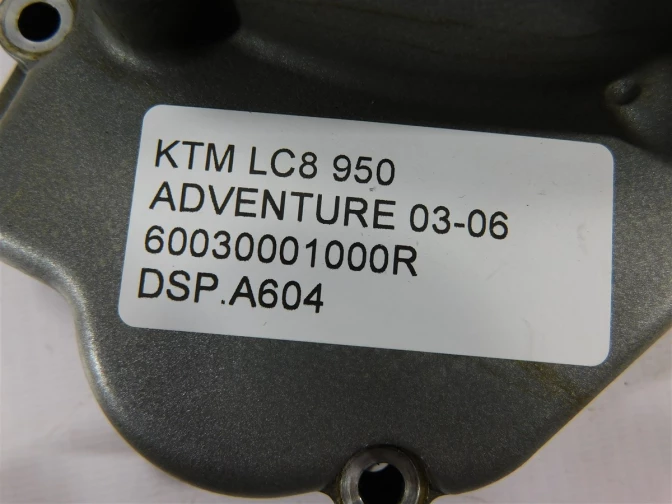 KTM LC8 950
ADVENTURE 03-06
60030001000R
DSP.A604